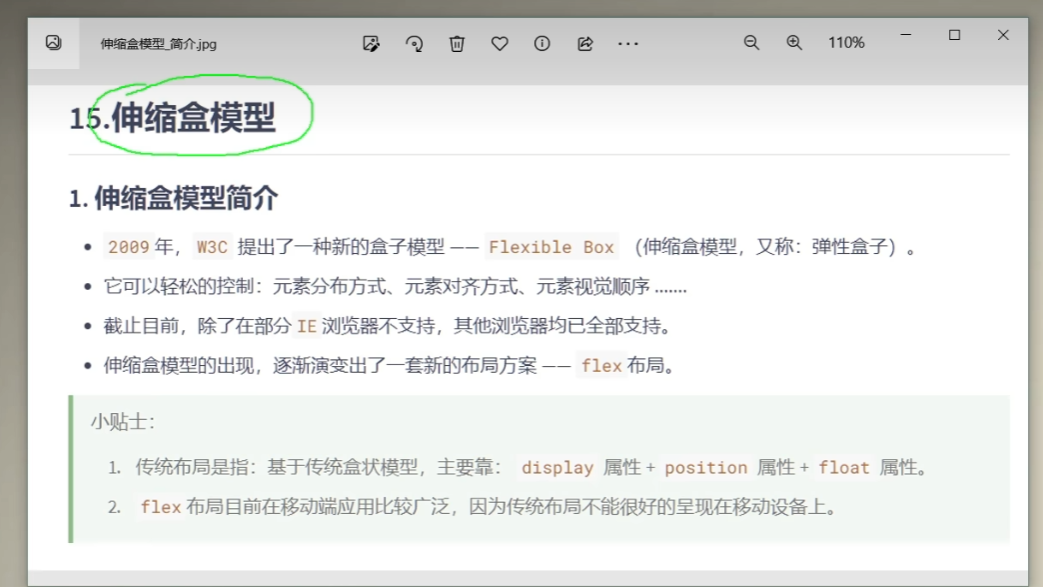 伸缩盒模型_简介.jpg
110%
15.伸缩盒模型
1. 伸缩盒模型简介
• 2009年，W3C 提出了一种新的盒子模型 —— Flexible Box （伸缩盒模型，又称：弹性盒子）。
• 它可以轻松的控制：元素分布方式、元素对齐方式、元素视觉顺序 .......
• 截止目前，除了在部分 IE 浏览器不支持，其他浏览器均已全部支持。
• 伸缩盒模型的出现，逐渐演变出了一套新的布局方案 —— flex 布局。
小贴士：
1. 传统布局是指：基于传统盒状模型，主要靠： display 属性 + position 属性 + float 属性。
2. flex 布局目前在移动端应用比较广泛，因为传统布局不能很好的呈现在移动设备上。